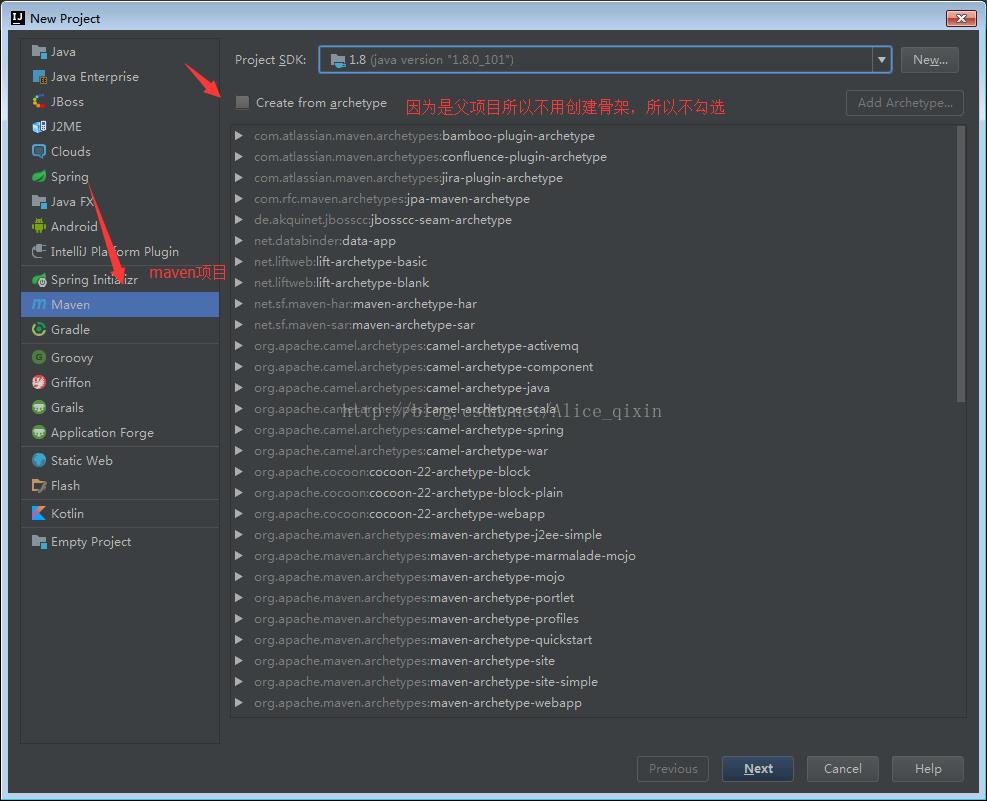 New Project
Java
Java Enterprise
JBoss
J2ME
Clouds
Spring
Java FX
Android
IntelliJ Platform Plugin
Spring Initializr
maven项目
Maven
Gradle
Groovy
Griffon
Grails
Application Forge
Static Web
Flash
Kotlin
Empty Project
Project SDK: 1.8 (java version "1.8.0_101") New...
Create from archetype 因为是父项目所以不用创建骨架，所以不勾选 Add Archetype...
com.atlassian.maven.archetypes:bamboo-plugin-archetype
com.atlassian.maven.archetypes:confluence-plugin-archetype
com.atlassian.maven.archetypes:jira-plugin-archetype
com.rfc.maven.archetypes:jpa-maven-archetype
de.akquinet.jbosscc:jbosscc-seam-archetype
net.databinder:data-app
net.liftweb:lift-archetype-basic
net.liftweb:lift-archetype-blank
net.sf.maven-har:maven-archetype-har
net.sf.maven-sar:maven-archetype-sar
org.apache.camel.archetypes:camel-archetype-activemq
org.apache.camel.archetypes:camel-archetype-component
org.apache.camel.archetypes:camel-archetype-java
org.apache.camel.archetypes:camel-archetype-scala
http://blog.csdn.net/Alice_qixin
org.apache.camel.archetypes:camel-archetype-spring
org.apache.camel.archetypes:camel-archetype-war
org.apache.cocoon:cocoon-22-archetype-block
org.apache.cocoon:cocoon-22-archetype-block-plain
org.apache.cocoon:cocoon-22-archetype-webapp
org.apache.maven.archetypes:maven-archetype-j2ee-simple
org.apache.maven.archetypes:maven-archetype-marmalade-mojo
org.apache.maven.archetypes:maven-archetype-mojo
org.apache.maven.archetypes:maven-archetype-portlet
org.apache.maven.archetypes:maven-archetype-profiles
org.apache.maven.archetypes:maven-archetype-quickstart
org.apache.maven.archetypes:maven-archetype-site
org.apache.maven.archetypes:maven-archetype-site-simple
org.apache.maven.archetypes:maven-archetype-webapp
Previous Next Cancel Help